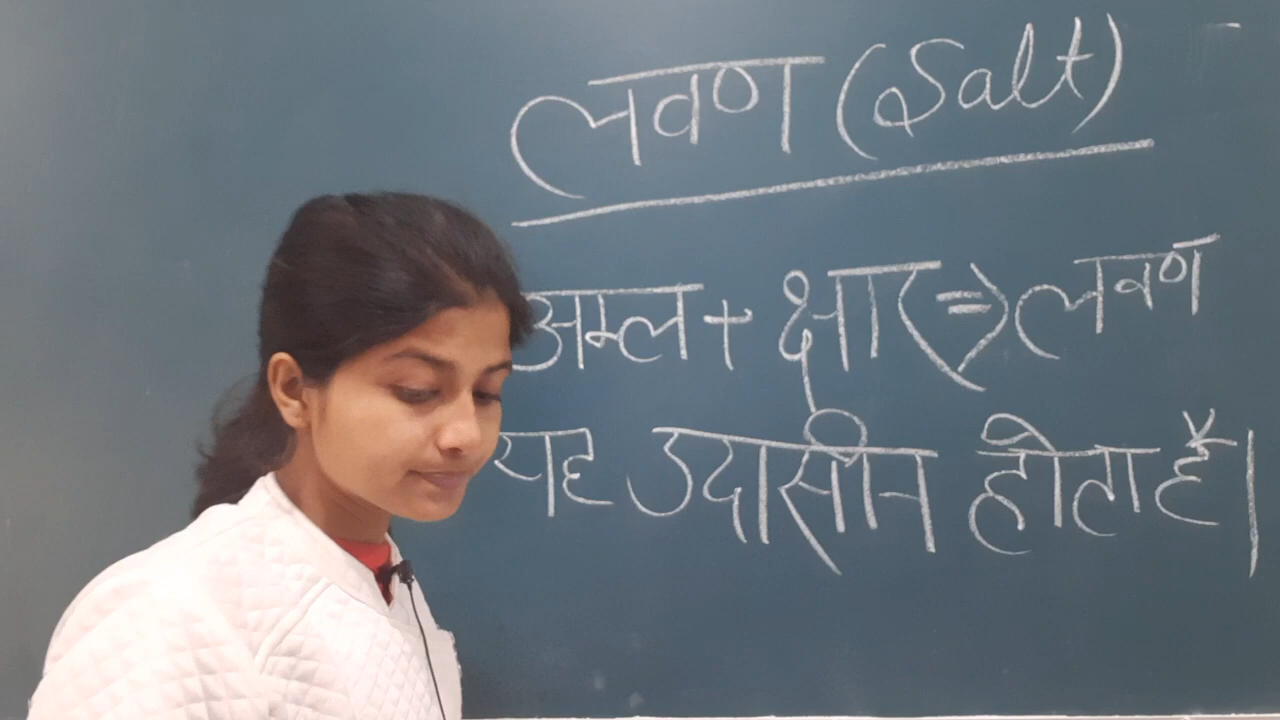 लवण (Salt)
अम्ल + क्षार => लवण
यह उदासीन होता है।